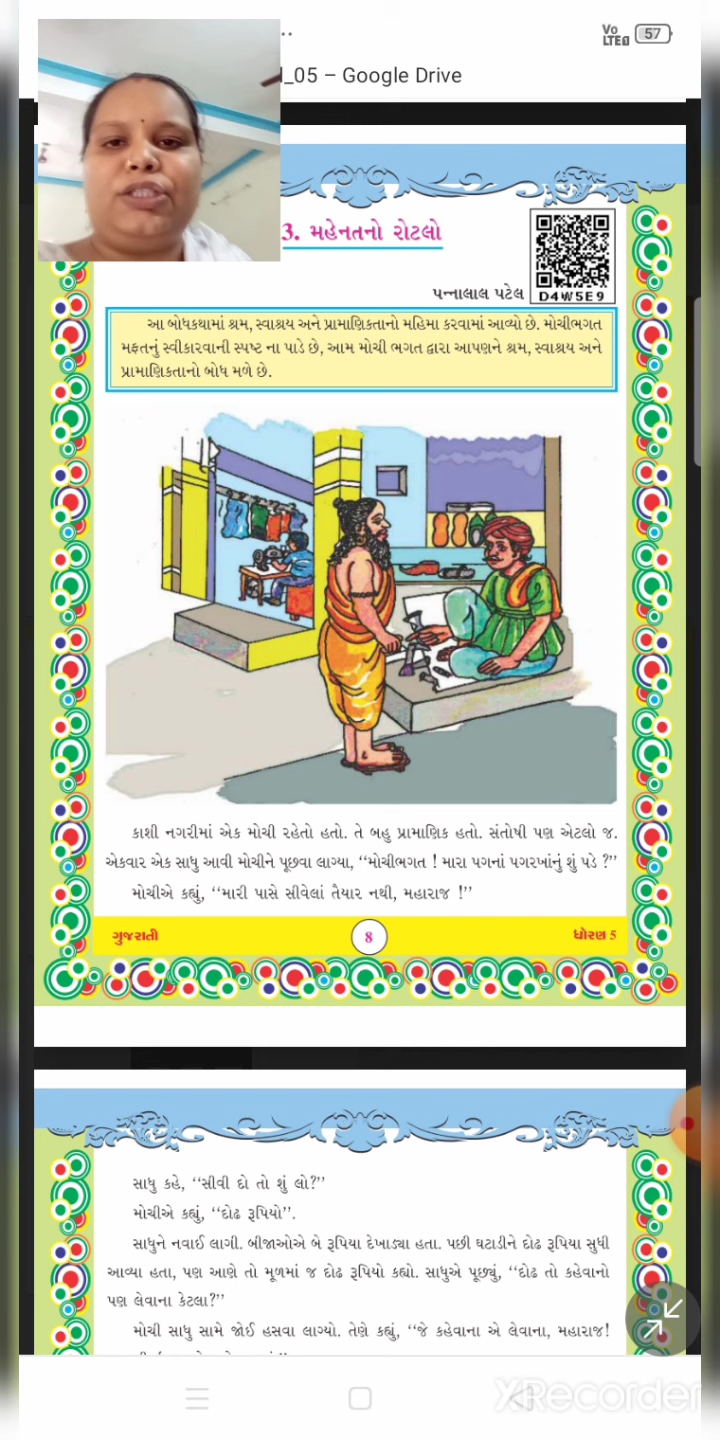 Vo
LTE 57
_05 – Google Drive
3. મહેનતનો રોટલો
પન્નાલાલ પટેલ
D4W5E9
આ બોધકથામાં શ્રમ, સ્વાશ્રય અને પ્રામાણિકતાનો મહિમા કરવામાં આવ્યો છે. મોચીભગત
મફતનું સ્વીકારવાની સ્પષ્ટ ના પાડે છે, આમ મોચી ભગત દ્વારા આપણને શ્રમ, સ્વાશ્રય અને
પ્રામાણિકતાનો બોધ મળે છે.
કાશી નગરીમાં એક મોચી રહેતો હતો. તે બહુ પ્રામાણિક હતો. સંતોષી પણ એટલો જ.
એકવાર એક સાધુ આવી મોચીને પૂછવા લાગ્યા, “મોચીભગત ! મારા પગનાં પગરખાંનું શું પડે ?”
મોચીએ કહ્યું, “મારી પાસે સીવેલાં તૈયાર નથી, મહારાજ !”
ગુજરાતી 8 ધોરણ 5
સાધુ કહે, “સીવી દો તો શું લો?”
મોચીએ કહ્યું, “દોઢ રૂપિયો”.
સાધુને નવાઈ લાગી. બીજાઓએ બે રૂપિયા દેખાડ્યા હતા. પછી ઘટાડીને દોઢ રૂપિયા સુધી
આવ્યા હતા, પણ આણે તો મૂળમાં જ દોઢ રૂપિયો કહ્યો. સાધુએ પૂછ્યું, “દોઢ તો કહેવાનો
પણ લેવાના કેટલા?”
મોચી સાધુ સામે જોઈ હસવા લાગ્યો. તેણે કહ્યું, “જે કહેવાના એ લેવાના, મહારાજ!
XRecorder